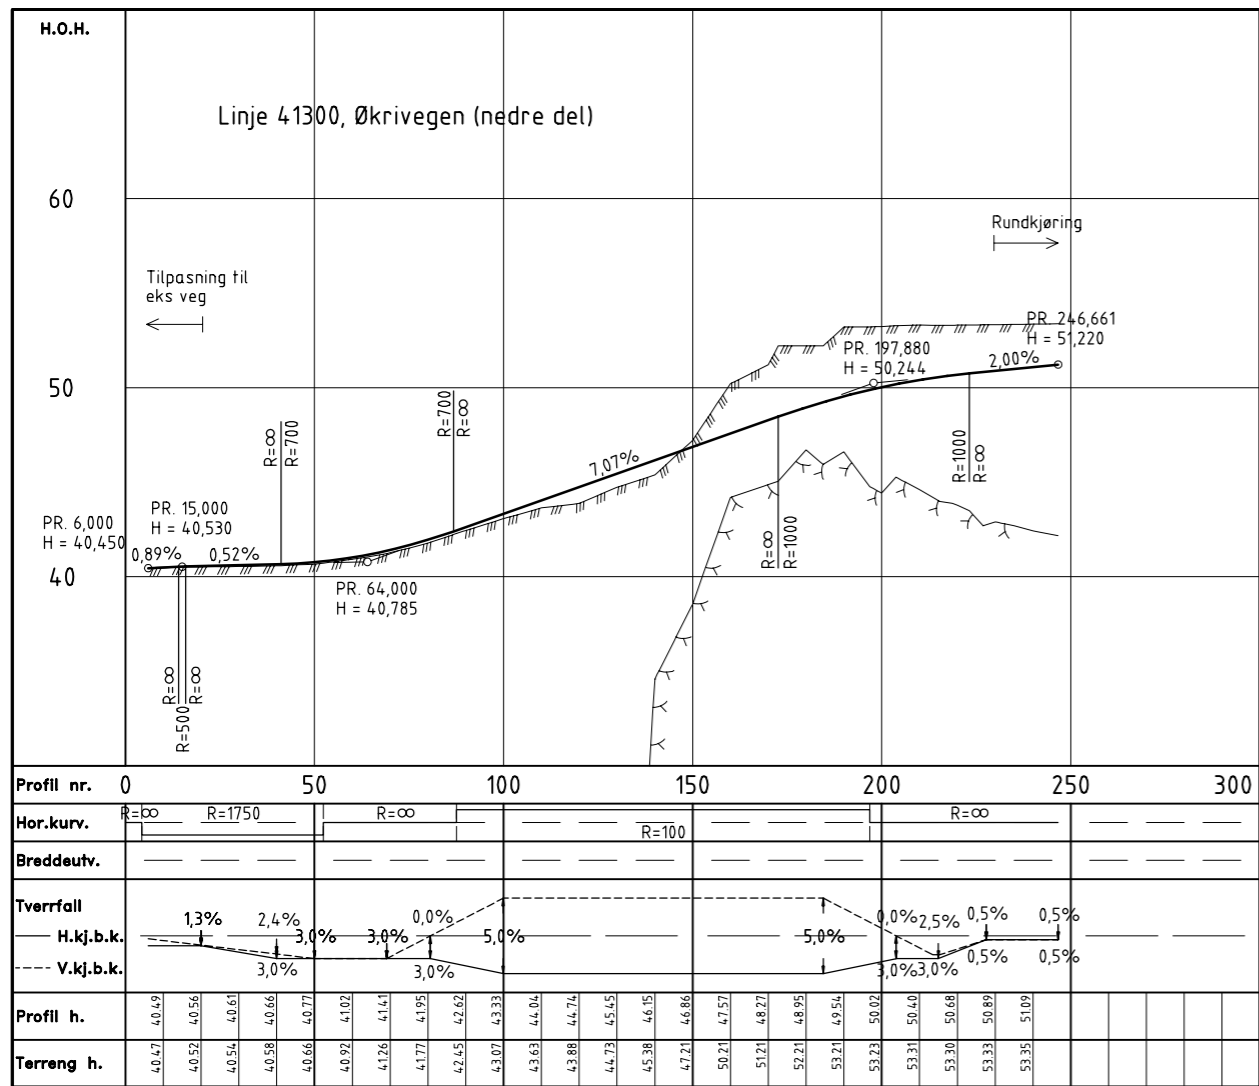 H.O.H.
Linje 41300, Økrivegen (nedre del)
60
Rundkjøring
Tilpasning til
eks veg
PR. 246,661
H = 51,220
PR. 197,880
H = 50,244
2,00%
50
R=∞
R=700
R=700
R=∞
7,07%
R=1000
R=∞
PR. 15,000
H = 40,530
PR. 6,000
H = 40,450
0,89%
0,52%
R=∞
R=1000
40
PR. 64,000
H = 40,785
R=∞
R=500
R=∞
Profil nr. 0 50 100 150 200 250 300
Hor.kurv. R=∞ R=1750 R=∞ R=100 R=∞
Breddeutv.
Tverrfall
1,3% 2,4% 3,0% 3,0% 0,0% 5,0% 5,0% 0,0% 2,5% 0,5% 0,5%
H.kj.b.k.
V.kj.b.k.
3,0% 3,0% 3,0% 3,0% 0,5% 0,5%
Profil h. 40.49 40.56 40.61 40.66 40.77 41.02 41.41 41.95 42.62 43.33 44.04 44.74 45.45 46.15 46.86 47.57 48.27 48.95 49.54 50.02 50.40 50.68 50.89 51.09
Terreng h. 40.47 40.52 40.54 40.58 40.66 40.92 41.26 41.77 42.45 43.07 43.63 43.88 44.73 45.38 47.21 50.21 51.21 52.21 53.21 53.23 53.31 53.30 53.33 53.35